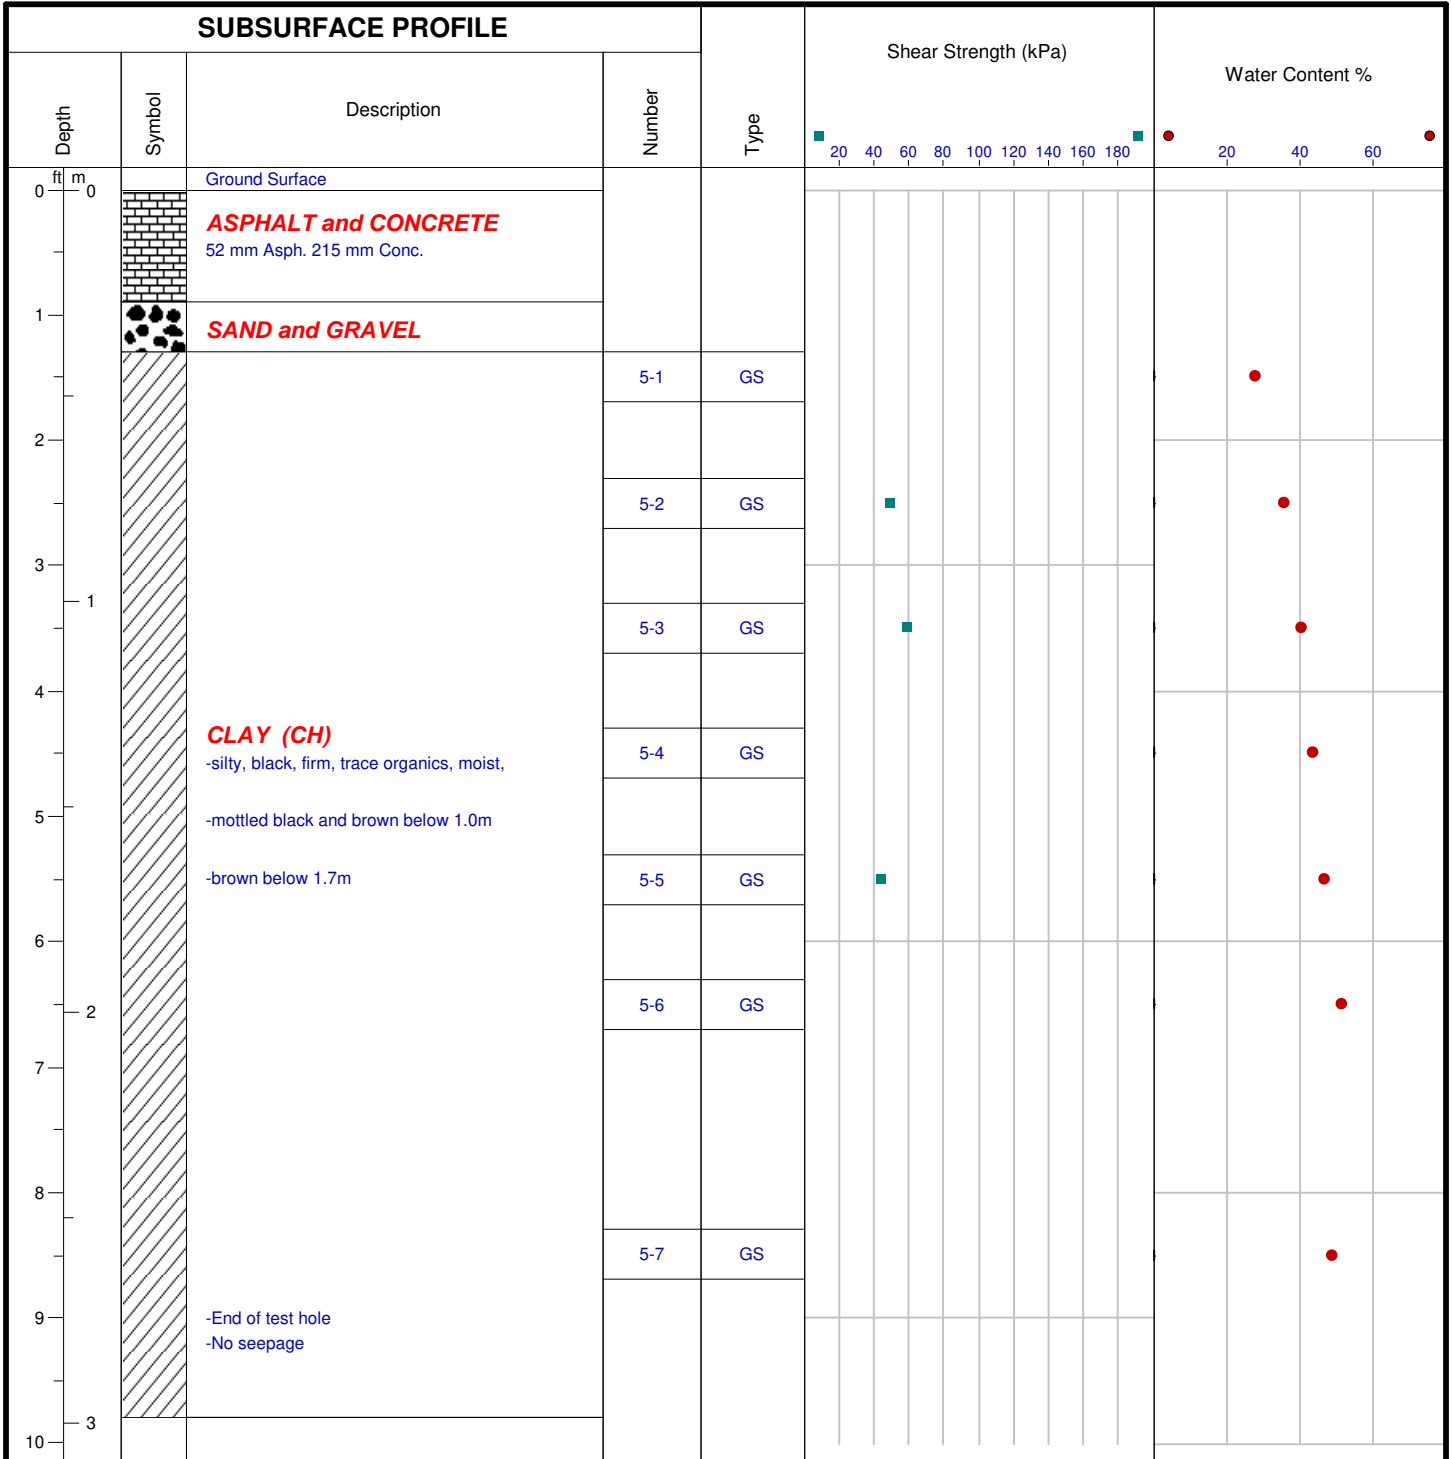 SUBSURFACE PROFILE
Depth
Symbol
Description
Number
Type
Shear Strength (kPa)
20 40 60 80 100 120 140 160 180
Water Content %
20 40 60
ft m
Ground Surface
0 0
ASPHALT and CONCRETE
52 mm Asph. 215 mm Conc.
1
SAND and GRAVEL
5-1 GS
2
5-2 GS
3
1
5-3 GS
4
CLAY (CH)
-silty, black, firm, trace organics, moist,
5-4 GS
5
-mottled black and brown below 1.0m
-brown below 1.7m
5-5 GS
6
2
5-6 GS
7
8
5-7 GS
9
-End of test hole
-No seepage
3
10